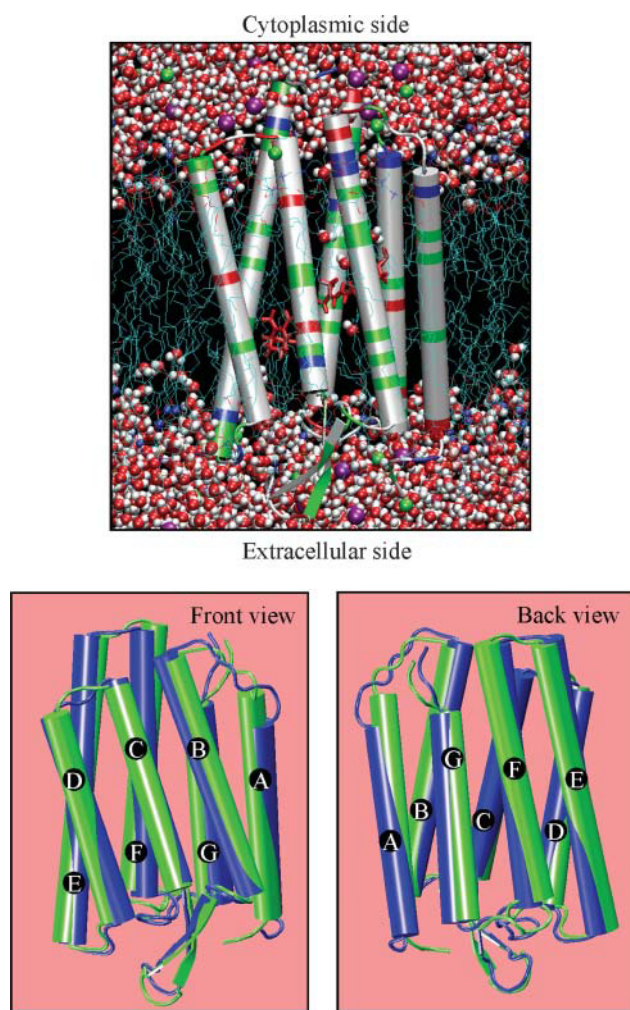 Cytoplasmic side
Extracellular side
Front view
D
C
B
A
E
F
G
Back view
A
B
G
C
F
D
E